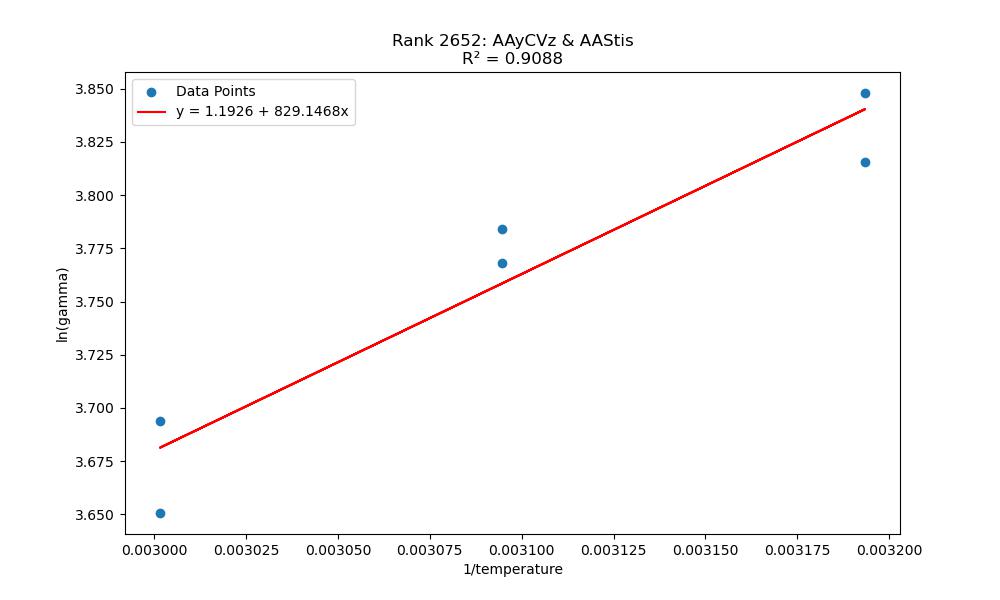 Rank 2652: AAyCVz & AAStis
R² = 0.9088
Data Points
y = 1.1926 + 829.1468x
3.850
3.825
3.800
3.775
3.750
3.725
3.700
3.675
3.650
ln(gamma)
0.003000 0.003025 0.003050 0.003075 0.003100 0.003125 0.003150 0.003175 0.003200
1/temperature